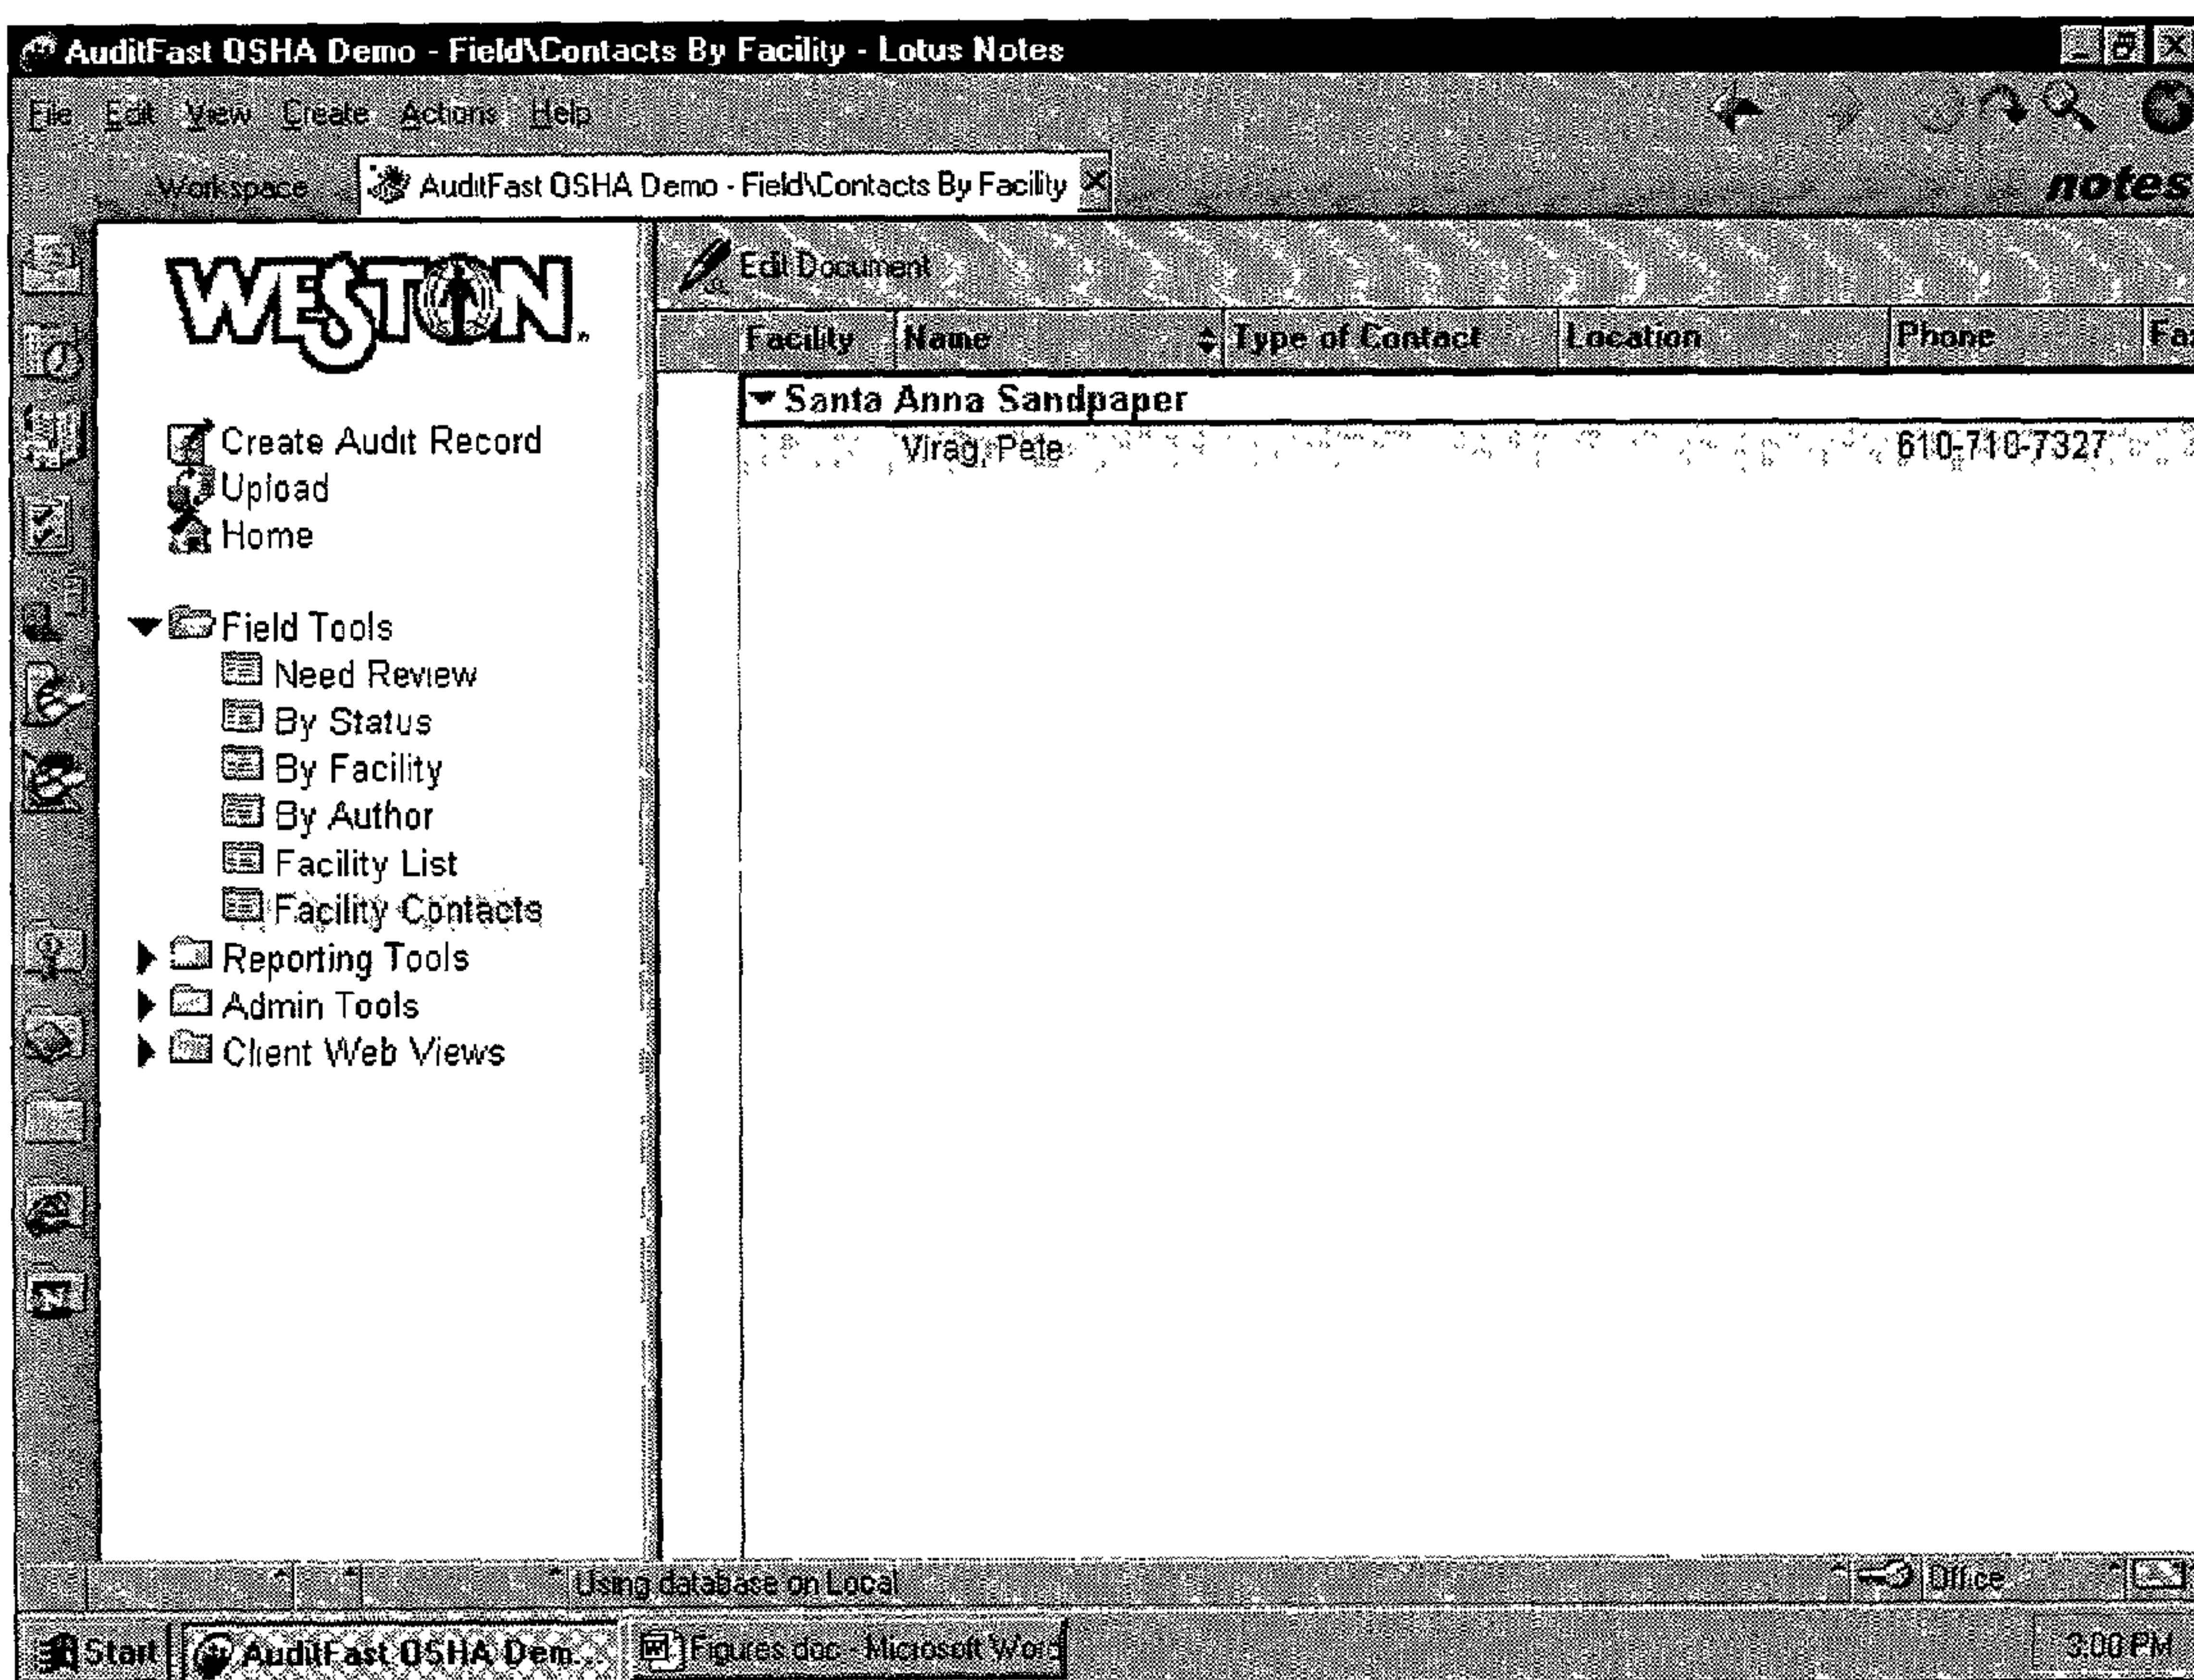 AuditFast OSHA Demo - Field\Contacts By Facility - Lotus Notes
File Edit View Create Actions Help
Workspace AuditFast OSHA Demo - Field\Contacts By Facility
notes
WESTON
Edit Document
Facility Name Type of Contact Location Phone
Santa Anna Sandpaper
Virag, Pete 610-710-7327
Create Audit Record
Upload
Home
Field Tools
Need Review
By Status
By Facility
By Author
Facility List
Facility Contacts
Reporting Tools
Admin Tools
Client Web Views
Using database on Local Office
Start AuditFast OSHA Dem... Figures.doc - Microsoft Word 3:00 PM